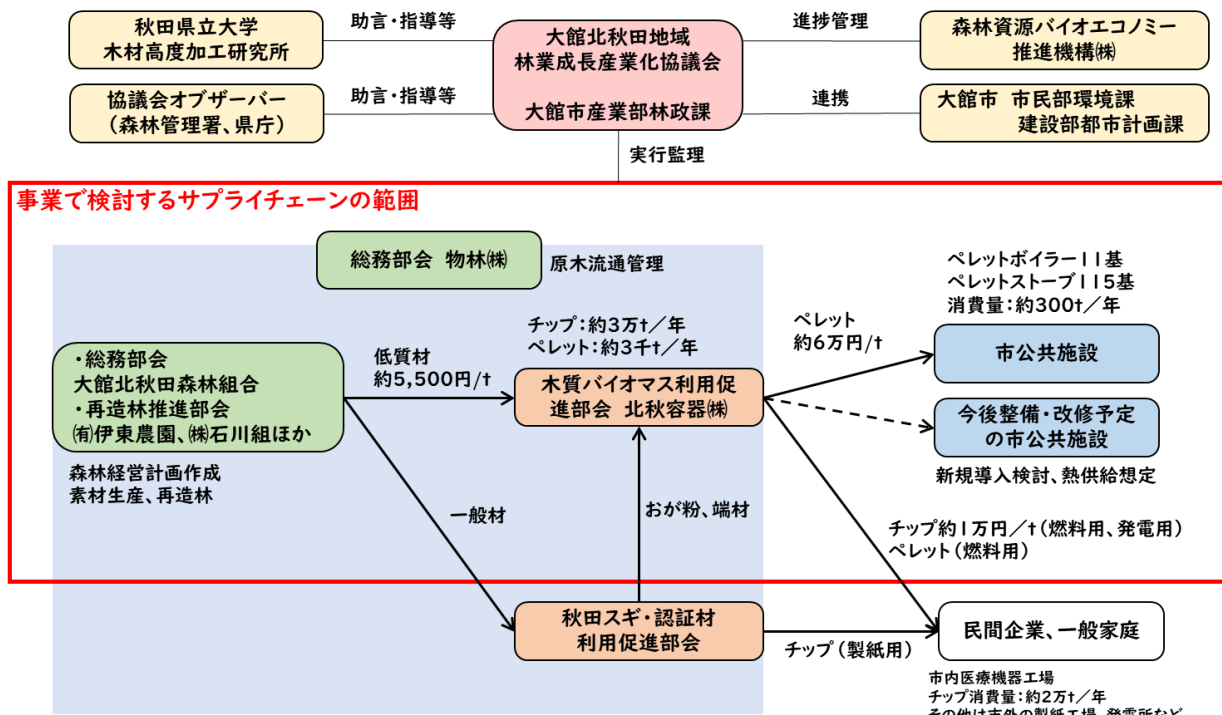 秋田県立大学
木材高度加工研究所
助言・指導等
大館北秋田地域
林業成長産業化協議会
大館市産業部林政課
進捗管理
森林資源バイオエコノミー
推進機構㈱
協議会オブザーバー
(森林管理署、県庁)
助言・指導等
連携
大館市 市民部環境課
建設部都市計画課
実行監理
事業で検討するサプライチェーンの範囲
総務部会 物林㈱
原木流通管理
ペレットボイラー11基
ペレットストーブ115基
消費量:約300t/年
チップ:約3万t/年
ペレット:約3千t/年
ペレット
約6万円/t
・総務部会
大館北秋田森林組合
・再造林推進部会
㈲伊東農園、㈱石川組ほか
低質材
約5,500円/t
木質バイオマス利用促
進部会 北秋容器㈱
市公共施設
今後整備・改修予定
の市公共施設
森林経営計画作成
素材生産、再造林
新規導入検討、熱供給想定
一般材
おが粉、端材
チップ約1万円/t(燃料用、発電用)
ペレット(燃料用)
秋田スギ・認証材
利用促進部会
チップ(製紙用)
民間企業、一般家庭
市内医療機器工場
チップ消費量:約2万t/年
その他は市外の製紙工場、発電所など